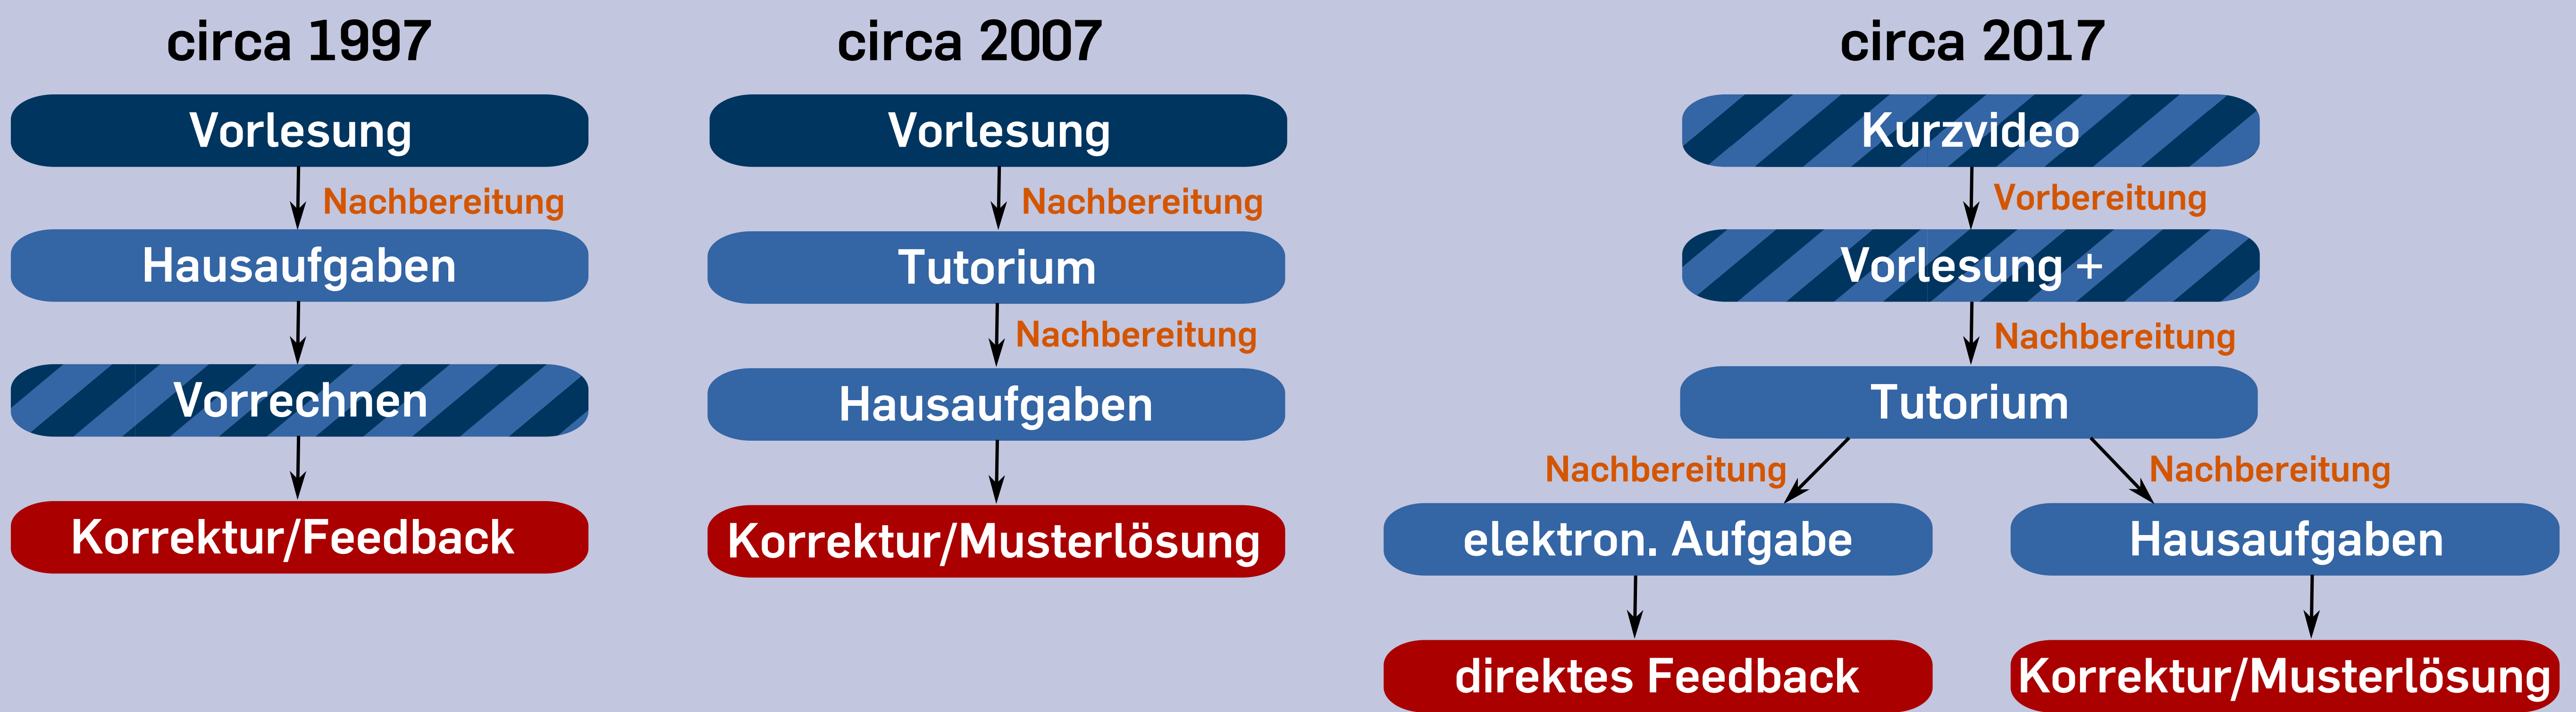 circa 1997
Vorlesung
Nachbereitung
Hausaufgaben
Vorrechnen
Korrektur/Feedback
circa 2007
Vorlesung
Nachbereitung
Tutorium
Nachbereitung
Hausaufgaben
Korrektur/Musterlösung
circa 2017
Kurzvideo
Vorbereitung
Vorlesung +
Nachbereitung
Tutorium
Nachbereitung
Nachbereitung
elektron. Aufgabe
Hausaufgaben
direktes Feedback
Korrektur/Musterlösung